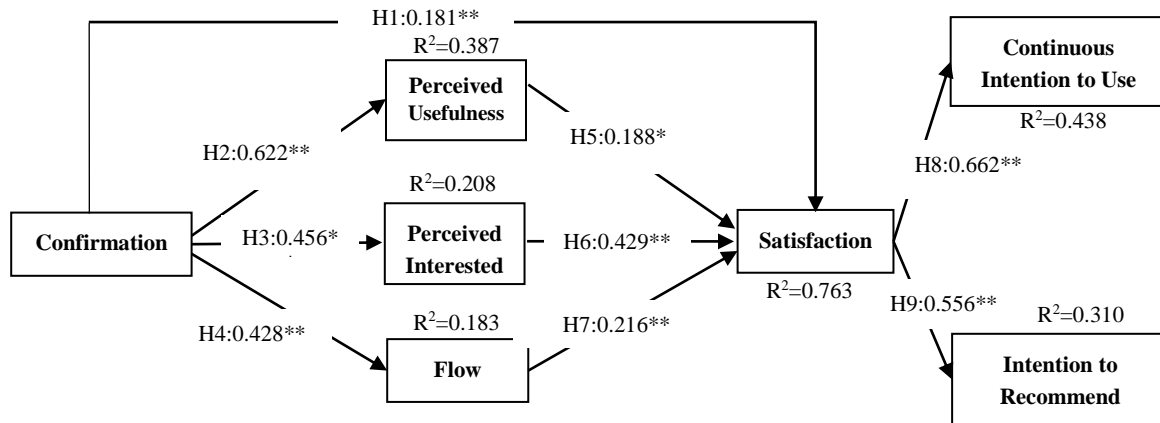 H1:0.181**
R²=0.387
Perceived
Usefulness
Continuous
Intention to Use
R²=0.438
H2:0.622**
H5:0.188*
H8:0.662**
R²=0.208
Confirmation
H3:0.456*
Perceived
Interested
H6:0.429**
Satisfaction
R²=0.763
H4:0.428**
R²=0.183
Flow
H7:0.216**
H9:0.556**
R²=0.310
Intention to
Recommend